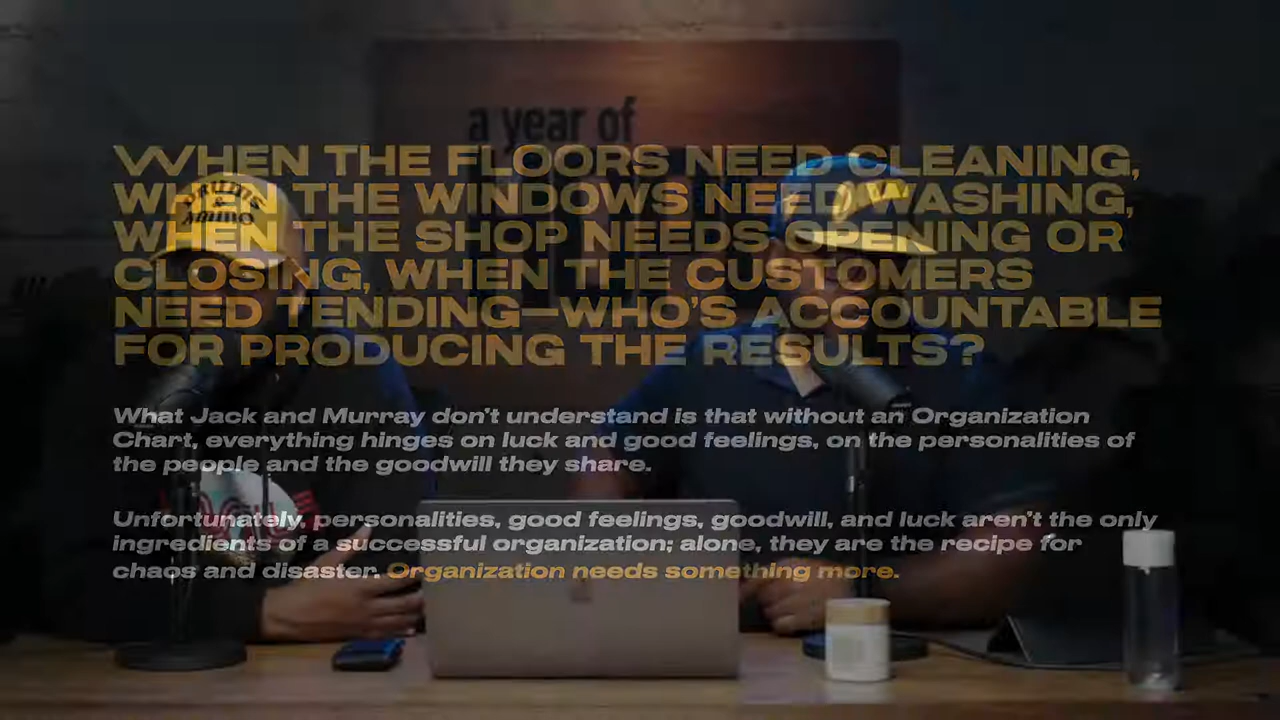 a year of
WHEN THE FLOORS NEED CLEANING,
WHEN THE WINDOWS NEED WASHING,
WHEN THE SHOP NEEDS OPENING OR
CLOSING, WHEN THE CUSTOMERS
NEED TENDING—WHO'S ACCOUNTABLE
FOR PRODUCING THE RESULTS?
AMMO
What Jack and Murray don't understand is that without an Organization
Chart, everything hinges on luck and good feelings, on the personalities of
the people and the goodwill they share.
Unfortunately, personalities, good feelings, goodwill, and luck aren't the only
ingredients of a successful organization; alone, they are the recipe for
chaos and disaster. Organization needs something more.